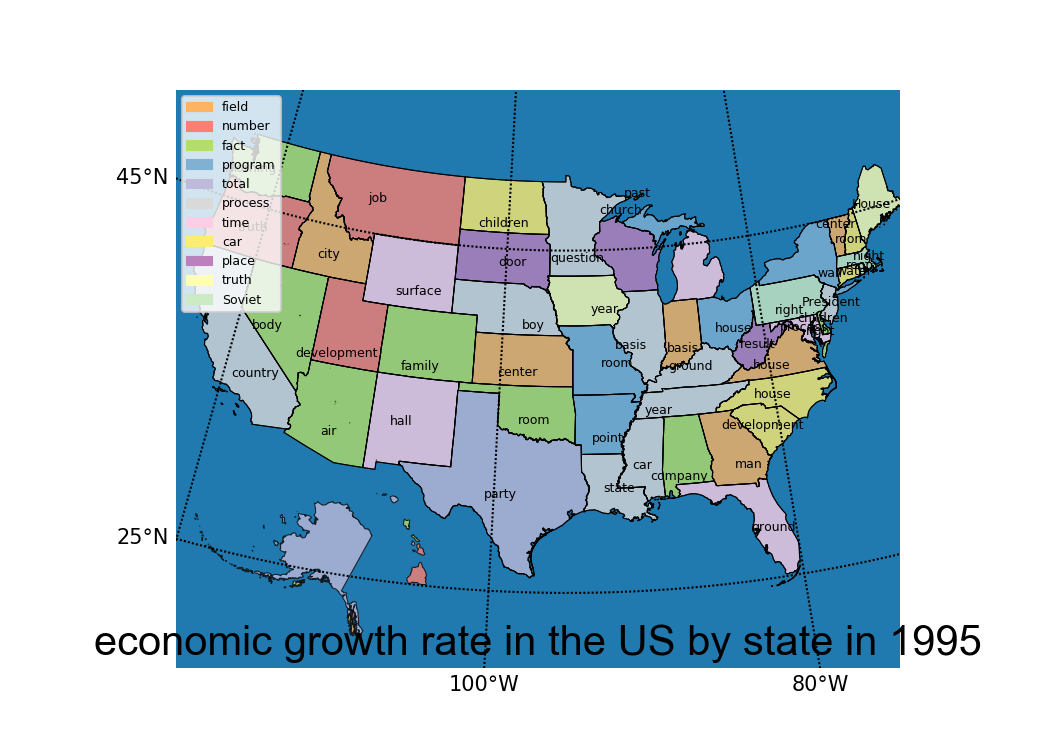 field
number
fact
program
total
process
time
car
place
truth
Soviet
45°N
25°N
100°W
80°W
job
children
past
church
House
center
room
city
door
question
night
truth
surface
year
wall
water
President
body
boy
right
children
process
right
development
family
center
basis
room
basis
ground
house
result
house
country
air
hall
room
point
year
house
development
party
state
car
company
man
ground
economic growth rate in the US by state in 1995